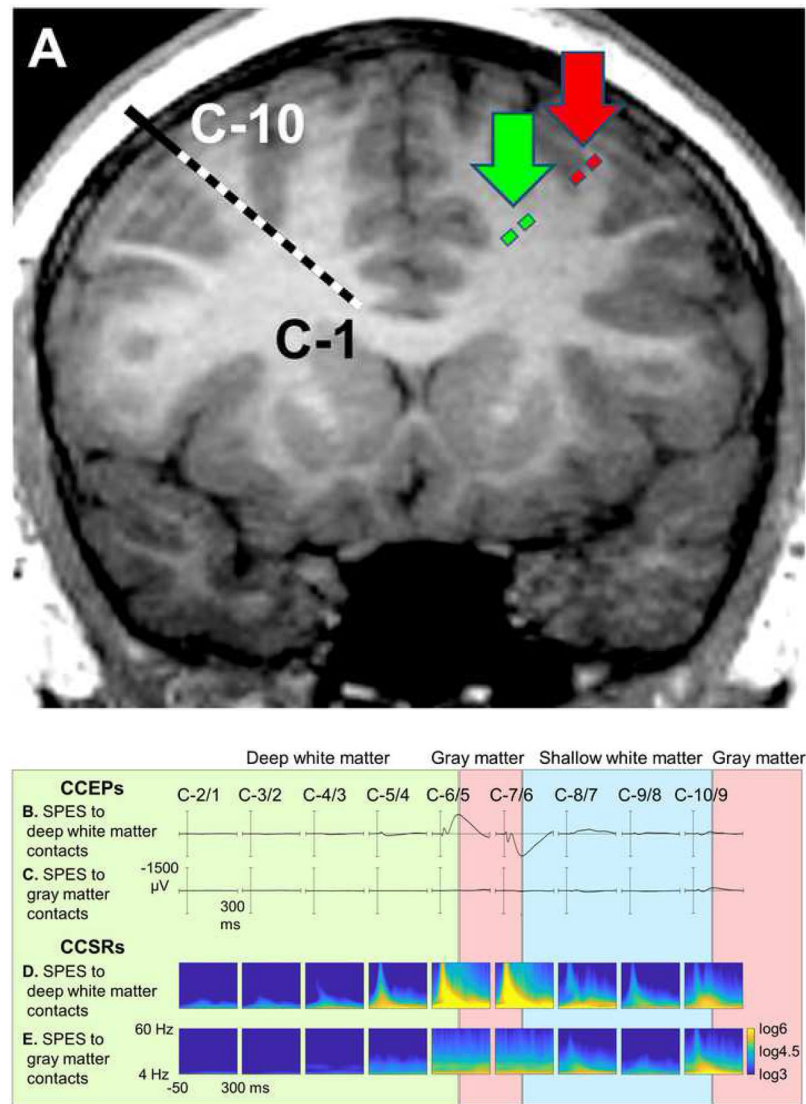 A
C-10
C-1
Deep white matter Gray matter Shallow white matter Gray matter
CCEPs
C-2/1 C-3/2 C-4/3 C-5/4 C-6/5 C-7/6 C-8/7 C-9/8 C-10/9
B. SPES to
deep white matter
contacts
-1500
µV
C. SPES to
gray matter
contacts
300
ms
CCSRs
D. SPES to
deep white matter
contacts
E. SPES to
gray matter
contacts
60 Hz
4 Hz
-50 300 ms
log6
log4.5
log3